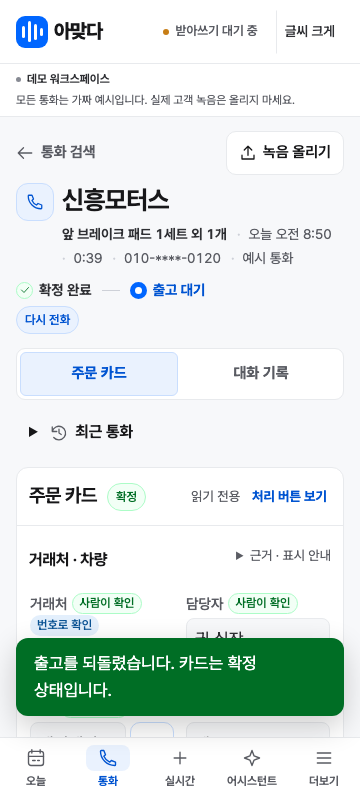 아맞다
받아쓰기 대기 중
글씨 크게
데모 워크스페이스
모든 통화는 가짜 예시입니다. 실제 고객 녹음은 올리지 마세요.
통화 검색
녹음 올리기
신흥모터스
앞 브레이크 패드 1세트 외 1개 · 오늘 오전 8:50
· 0:39 · 010-****-0120 · 예시 통화
확정 완료
출고 대기
다시 전화
주문 카드
대화 기록
최근 통화
주문 카드 확정 읽기 전용 처리 버튼 보기
거래처 · 차량
근거 · 표시 안내
거래처 사람이 확인
담당자 사람이 확인
번호로 확인
출고를 되돌렸습니다. 카드는 확정
상태입니다.
오늘
통화
실시간
어시스턴트
더보기